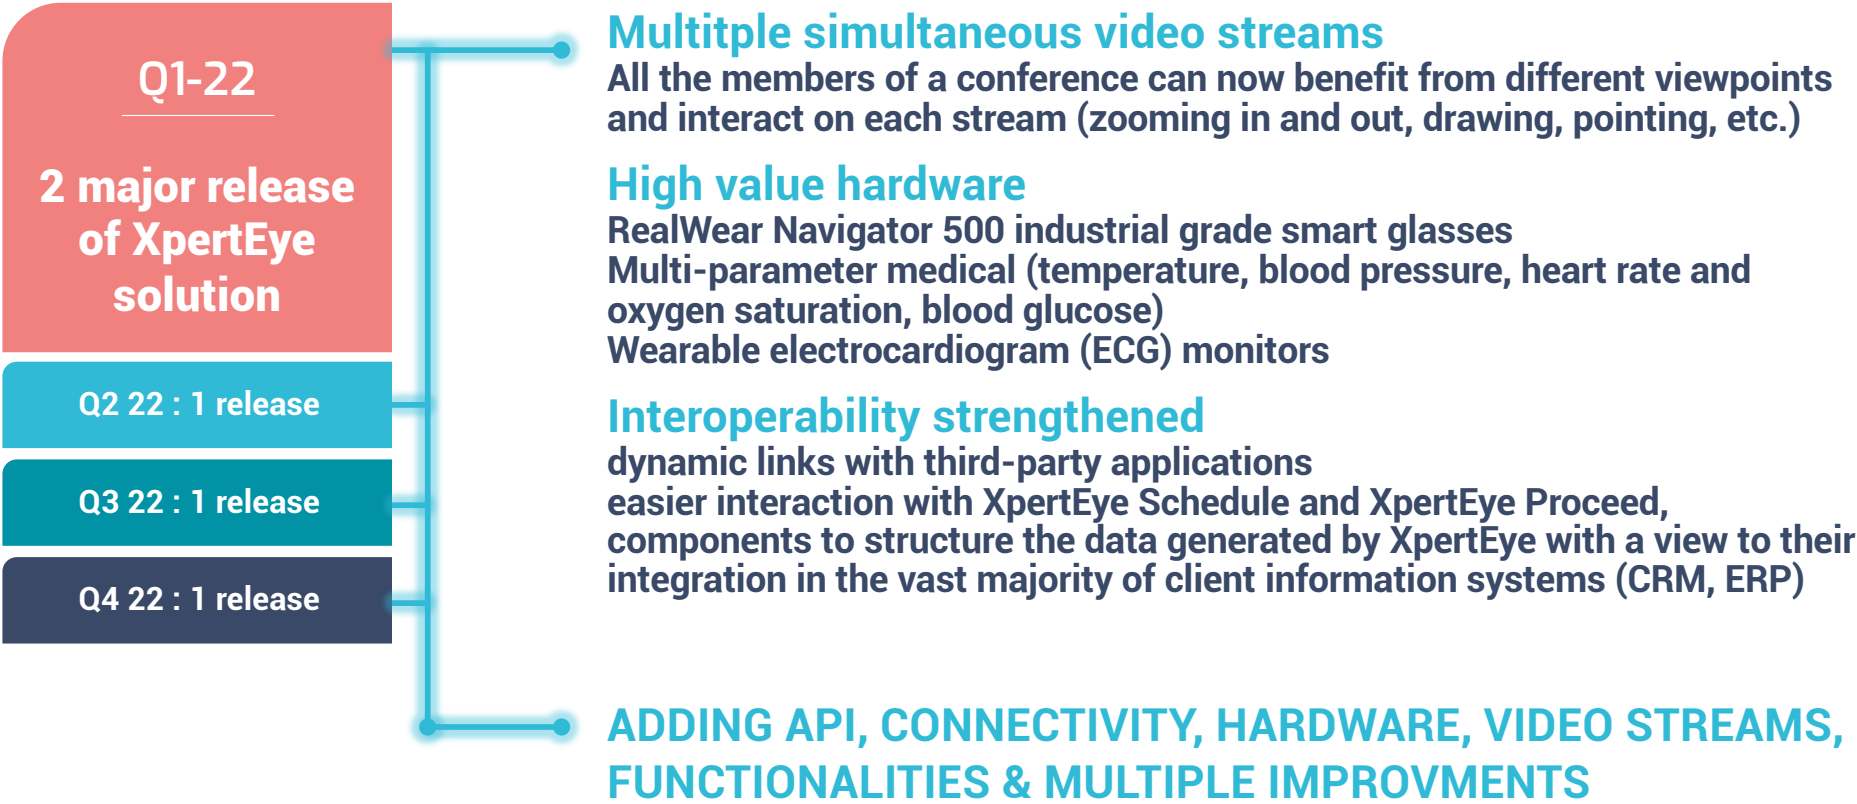 Q1-22
2 major release
of XpertEye
solution
Q2 22 : 1 release
Q3 22 : 1 release
Q4 22 : 1 release
Multitple simultaneous video streams
All the members of a conference can now benefit from different viewpoints
and interact on each stream (zooming in and out, drawing, pointing, etc.)
High value hardware
RealWear Navigator 500 industrial grade smart glasses
Multi-parameter medical (temperature, blood pressure, heart rate and
oxygen saturation, blood glucose)
Wearable electrocardiogram (ECG) monitors
Interoperability strengthened
dynamic links with third-party applications
easier interaction with XpertEye Schedule and XpertEye Proceed,
components to structure the data generated by XpertEye with a view to their
integration in the vast majority of client information systems (CRM, ERP)
ADDING API, CONNECTIVITY, HARDWARE, VIDEO STREAMS,
FUNCTIONALITIES & MULTIPLE IMPROVMENTS